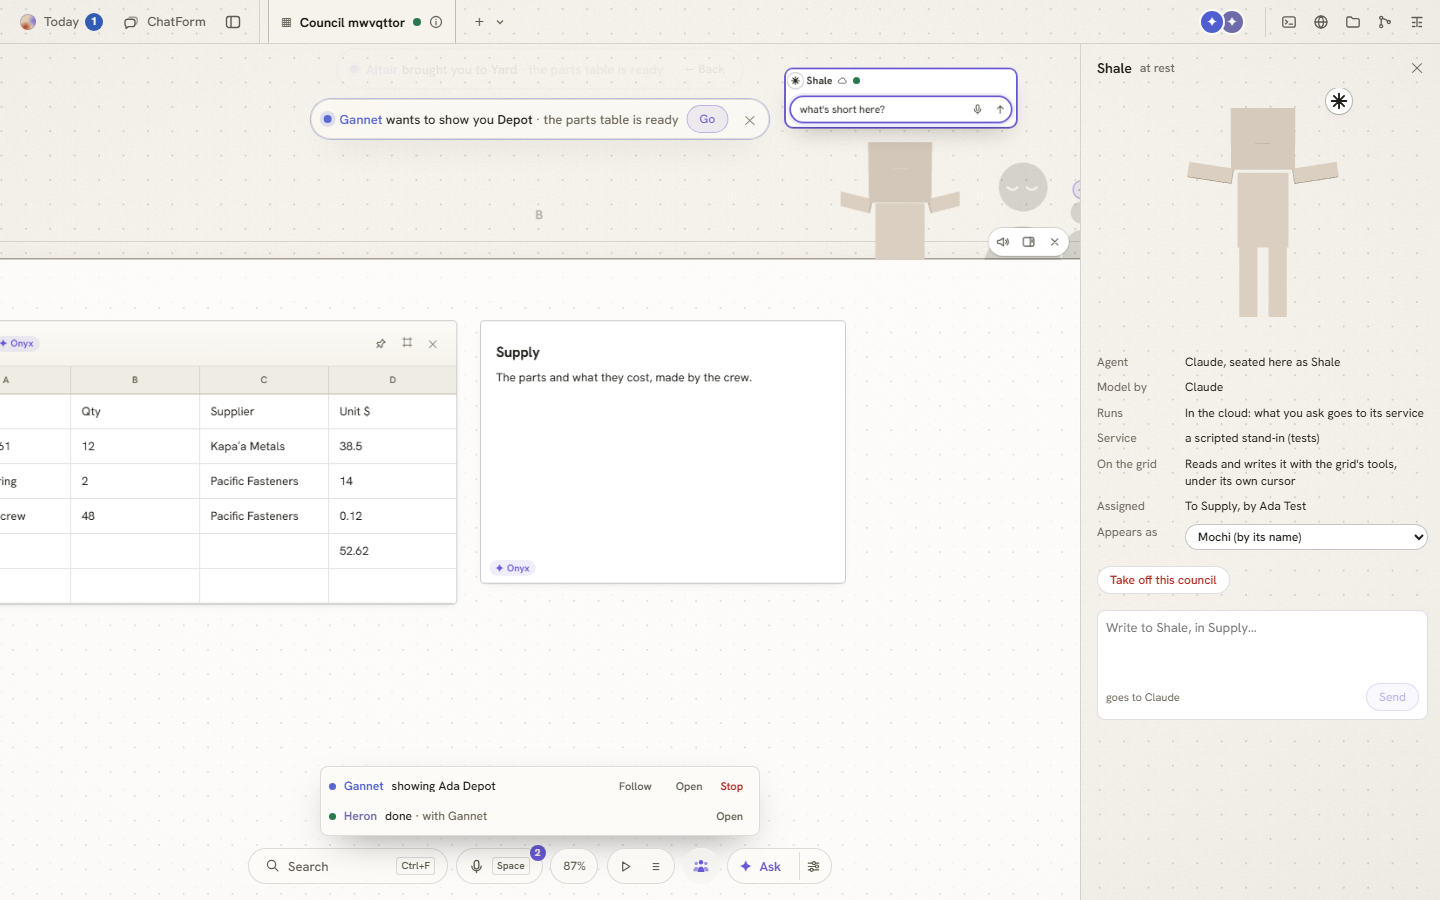 Today 1 ChatForm Council mwvqttor
Altair brought you to Yard · the parts table is ready ← Back
Gannet wants to show you Depot · the parts table is ready Go
Shale
what's short here?
B
Shale at rest
Agent Claude, seated here as Shale
Model by Claude
Runs In the cloud: what you ask goes to its service
Service a scripted stand-in (tests)
On the grid Reads and writes it with the grid's tools,
under its own cursor
Assigned To Supply, by Ada Test
Appears as Mochi (by its name)
Take off this council
Write to Shale, in Supply...
goes to Claude Send
Onyx
A B C D
Qty Supplier Unit $
61 12 Kapa'a Metals 38.5
ring 2 Pacific Fasteners 14
crew 48 Pacific Fasteners 0.12
52.62
Supply
The parts and what they cost, made by the crew.
Onyx
Gannet showing Ada Depot Follow Open Stop
Heron done · with Gannet Open
Search Ctrl+F Space 2 87% Ask